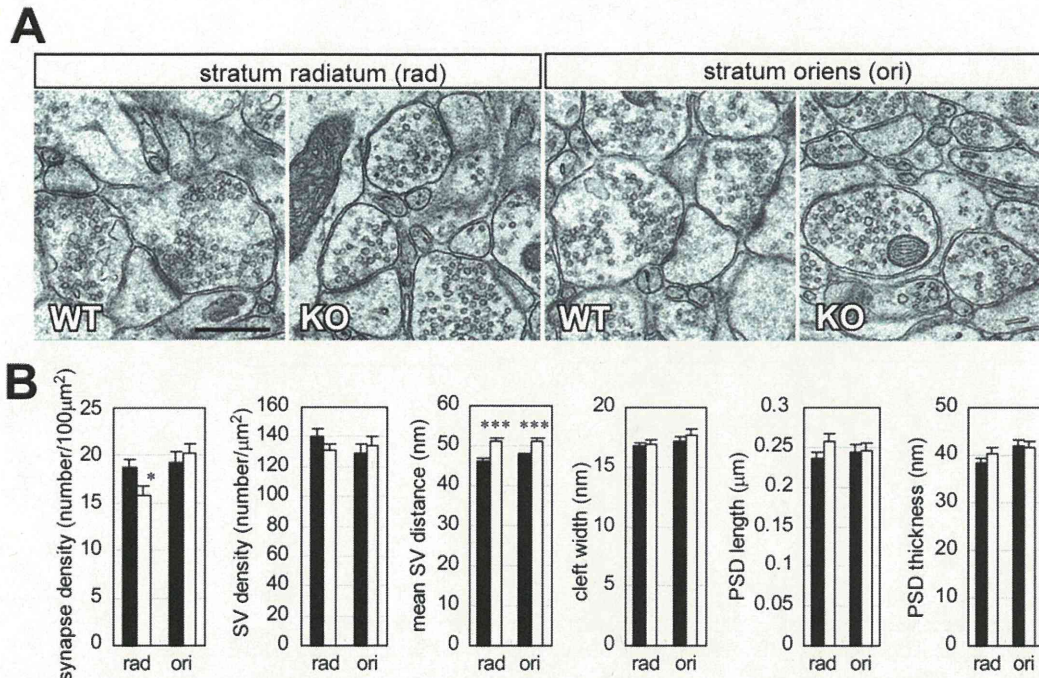 A
stratum radiatum (rad)
stratum oriens (ori)
WT
KO
WT
KO
B
synapse density (number/100μm²)
25
20
15
10
5
0
*
rad ori
SV density (number/μm²)
160
140
120
100
80
60
40
20
0
rad ori
mean SV distance (nm)
60
50
40
30
20
10
0
*** ***
rad ori
cleft width (nm)
20
15
10
5
0
rad ori
PSD length (μm)
0.3
0.25
0.2
0.15
0.1
0.05
0
rad ori
PSD thickness (nm)
50
40
30
20
10
0
rad ori